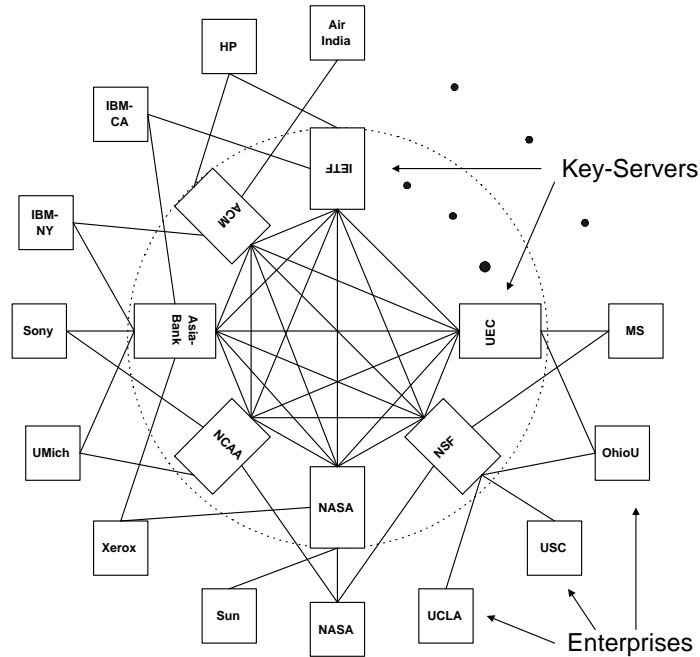 Air
India
HP
IBM-
CA
IETF
Key-Servers
ACM
IBM-
NY
Sony
Asia-
Bank
UEC
MS
UMich
NCAA
NSF
OhioU
NASA
Xerox
USC
Sun
NASA
UCLA
Enterprises